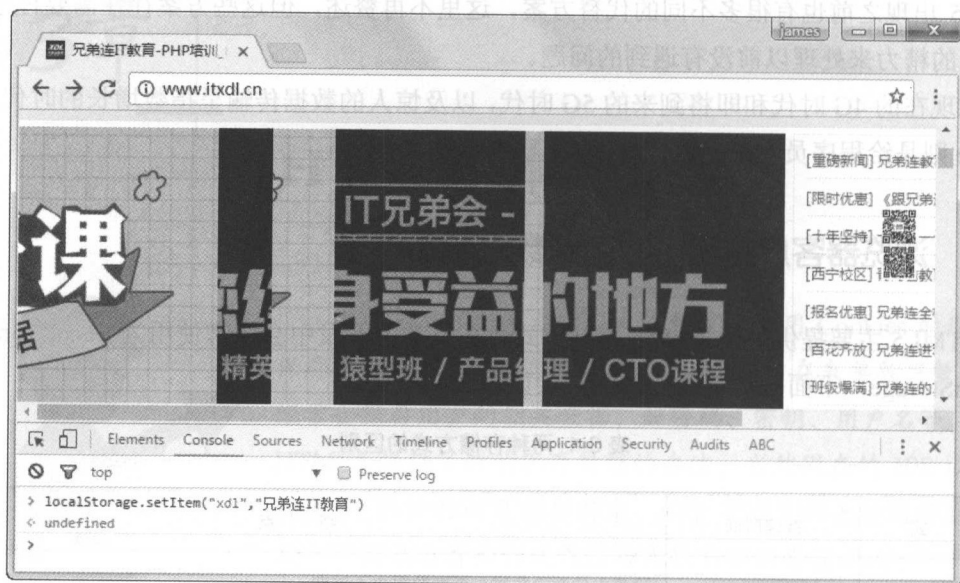 james
兄弟连IT教育-PHP培训_
www.itxdl.cn
课
居
IT兄弟会 -
身受益的地方
精英
猿型班 / 产品经理 / CTO课程
[重磅新闻] 兄弟连教
[限时优惠] 《跟兄弟
[十年坚持]
[西宁校区]
[报名优惠] 兄弟连全
[百花齐放] 兄弟连进
[班级爆满] 兄弟连的
Elements Console Sources Network Timeline Profiles Application Security Audits ABC
top Preserve log
> localStorage.setItem("xdl","兄弟连IT教育")
undefined
>